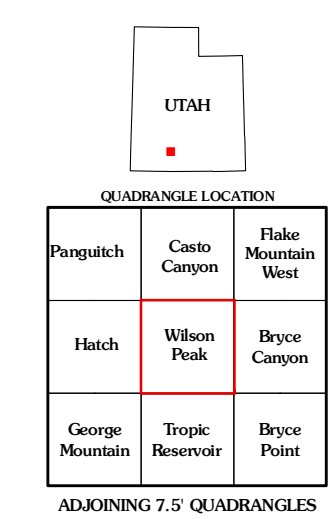 UTAH
QUADRANGLE LOCATION
Panguitch
Casto
Canyon
Flake
Mountain
West
Hatch
Wilson
Peak
Bryce
Canyon
George
Mountain
Tropic
Reservoir
Bryce
Point
ADJOINING 7.5' QUADRANGLES